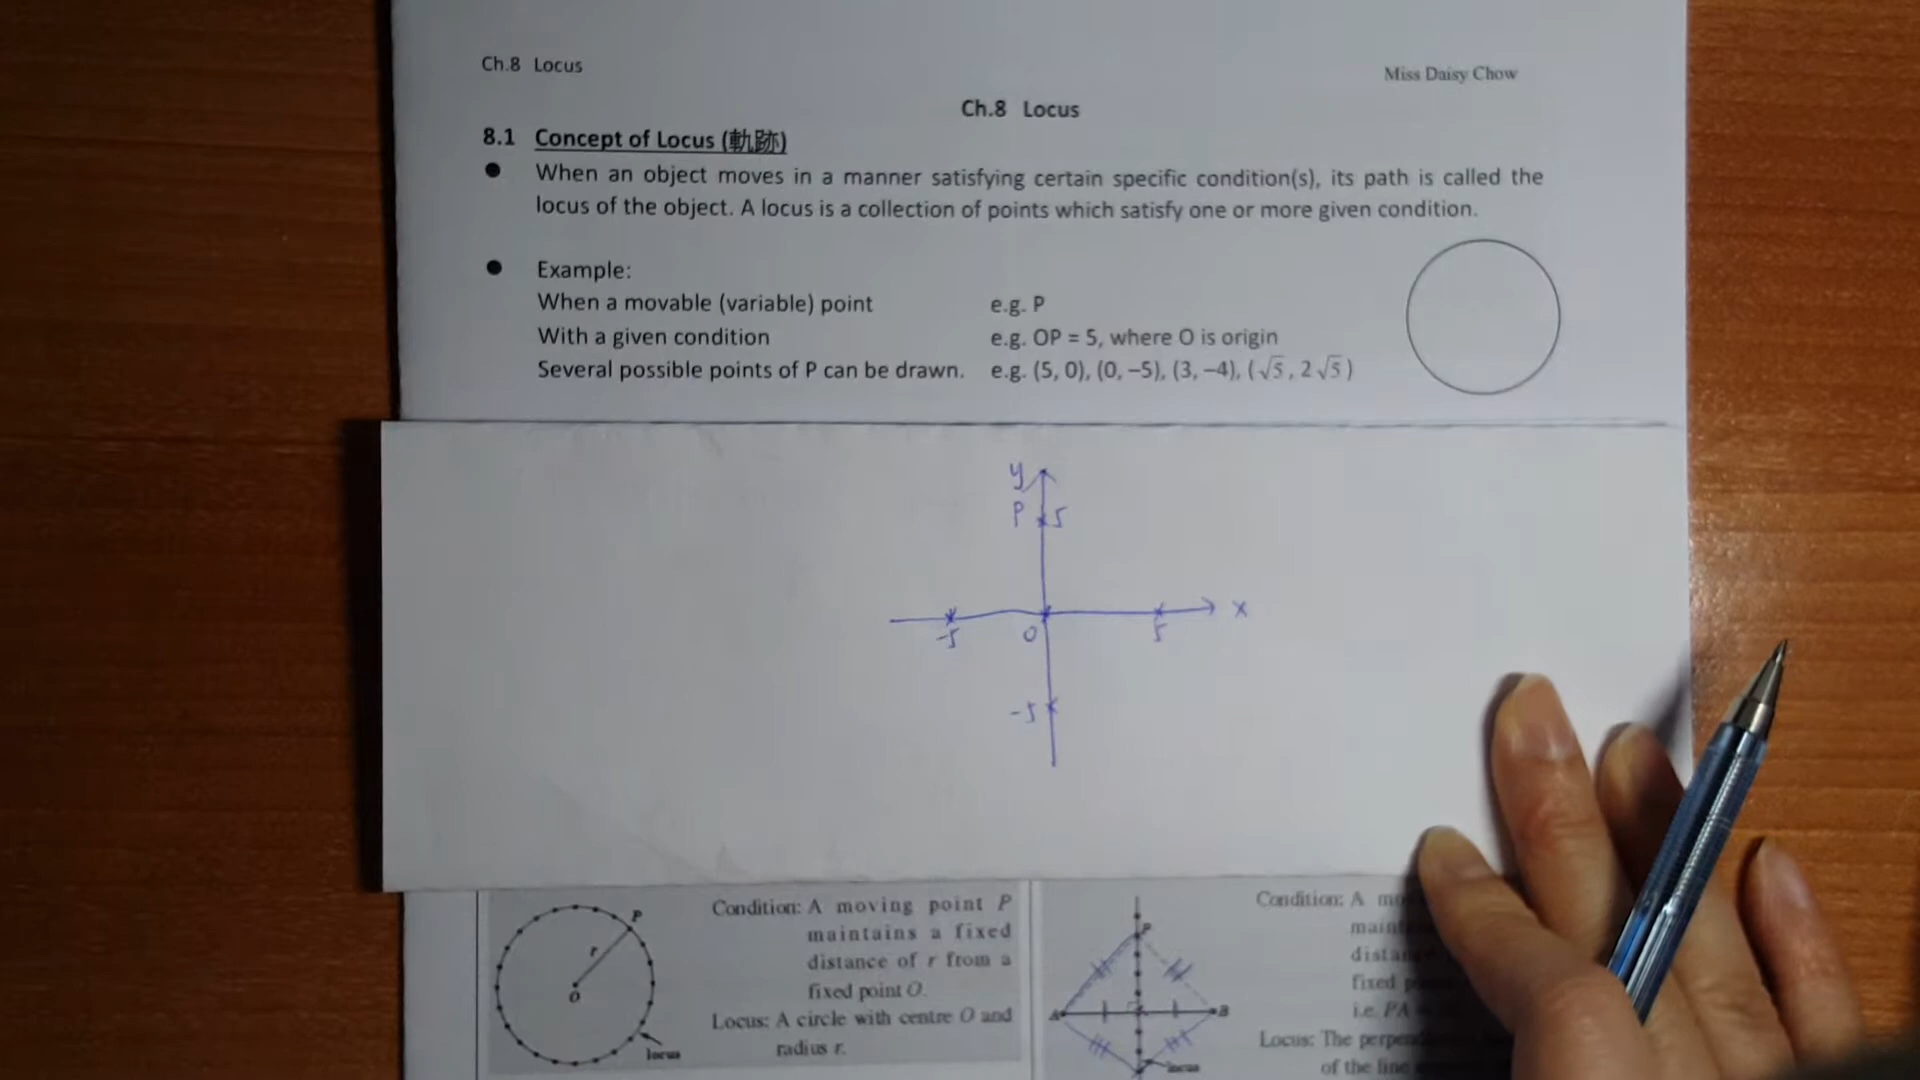 Ch.8 Locus
Miss Daisy Chow
Ch.8 Locus
8.1 Concept of Locus (軌跡)
● When an object moves in a manner satisfying certain specific condition(s), its path is called the
locus of the object. A locus is a collection of points which satisfy one or more given condition.
● Example:
When a movable (variable) point e.g. P
With a given condition e.g. OP = 5, where O is origin
Several possible points of P can be drawn. e.g. (5, 0), (0, −5), (3, −4), (√5, 2√5)
y
P 5
x
-5 0 5
-5
Condition: A moving point P
maintains a fixed
distance of r from a
fixed point O.
Locus: A circle with centre O and
radius r.
P
r
O
locus
Condition: A
fixed
i.e. PA
Locus: The
of the line
P
A B
locus